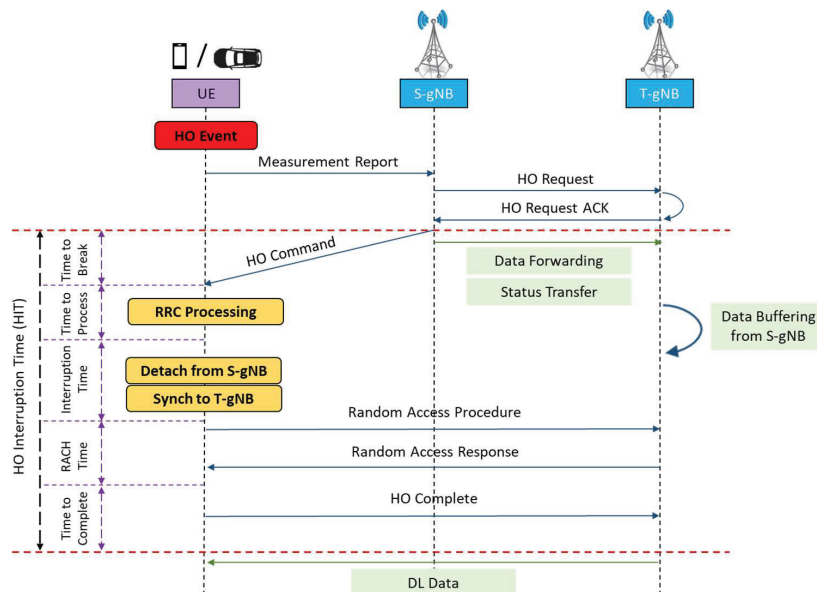 UE
S-gNB
T-gNB
HO Event
Measurement Report
HO Request
HO Request ACK
HO Command
Data Forwarding
Status Transfer
Data Buffering
from S-gNB
RRC Processing
Detach from S-gNB
Synch to T-gNB
Random Access Procedure
Random Access Response
HO Complete
DL Data
HO Interruption Time (HIT)
Time to
Break
Time to
Process
Interruption
Time
RACH
Time
Time to
Complete